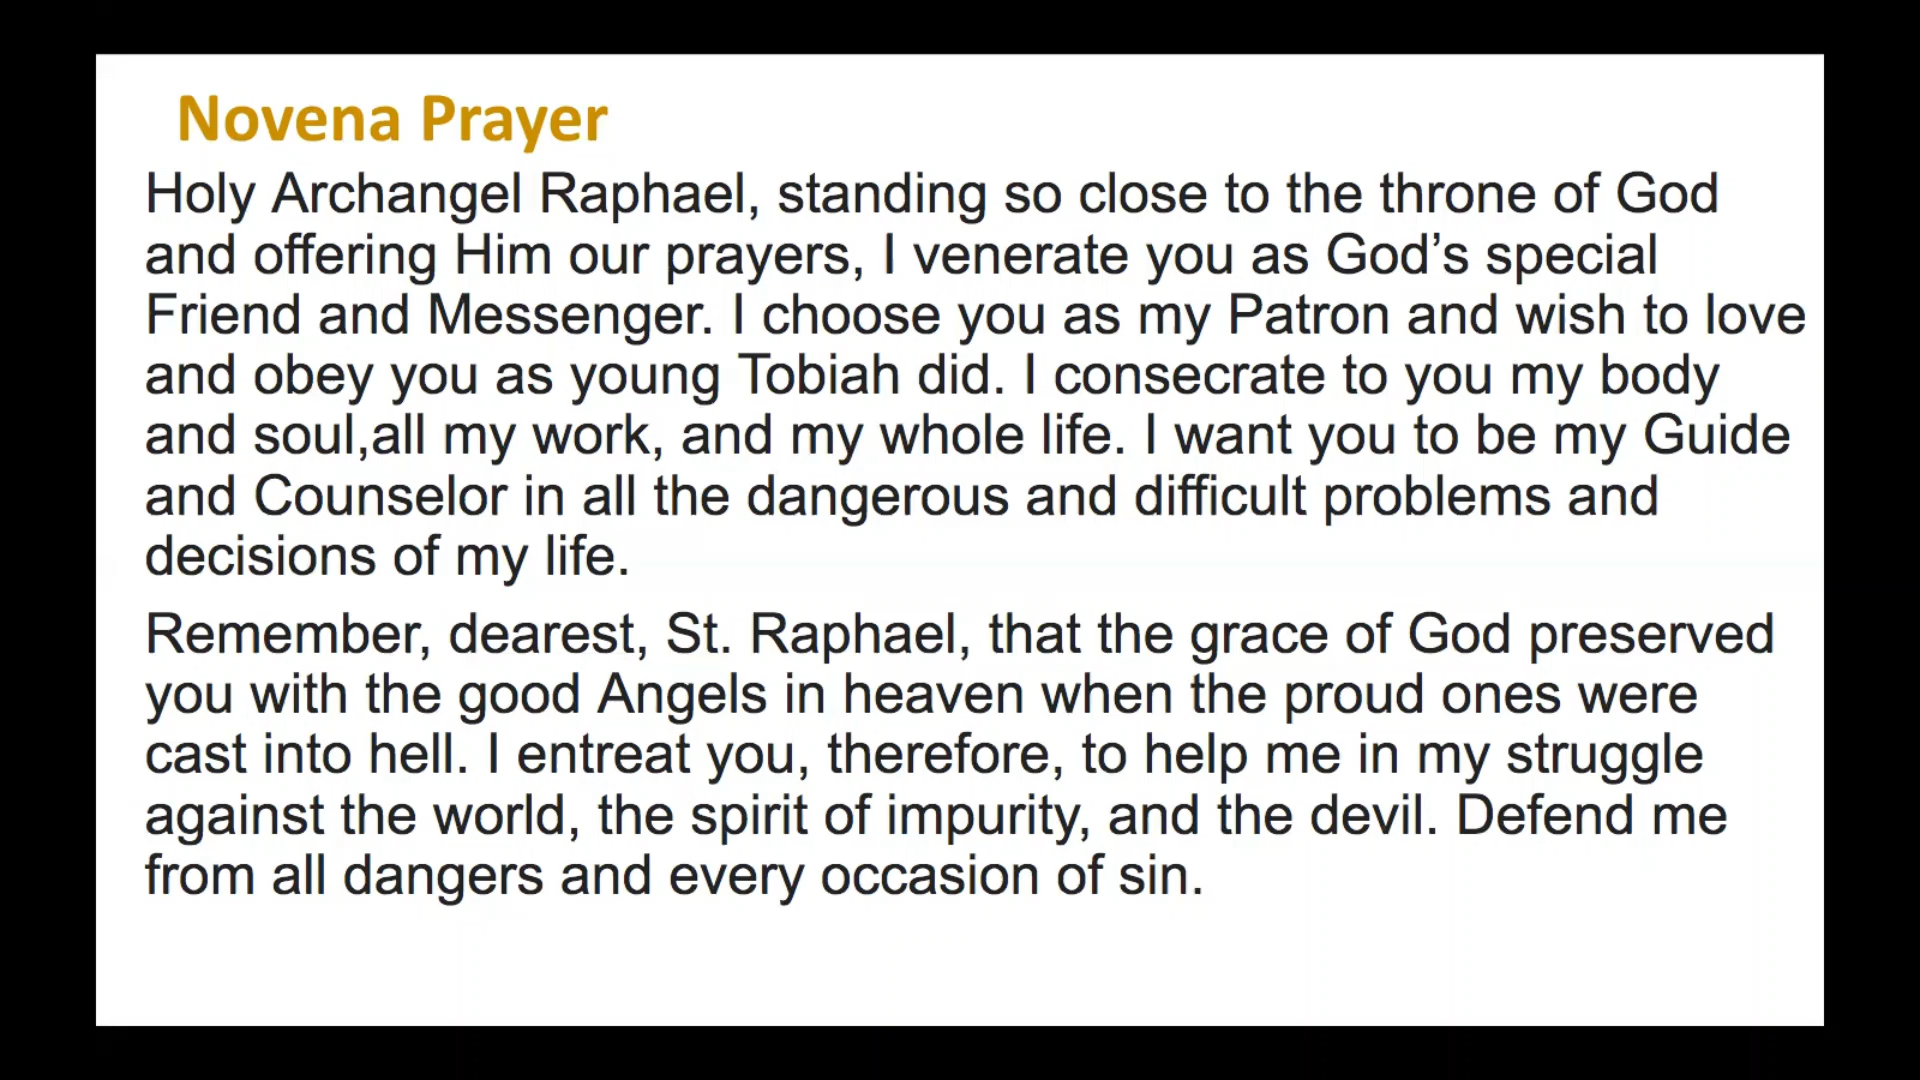 Novena Prayer
Holy Archangel Raphael, standing so close to the throne of God
and offering Him our prayers, I venerate you as God’s special
Friend and Messenger. I choose you as my Patron and wish to love
and obey you as young Tobiah did. I consecrate to you my body
and soul,all my work, and my whole life. I want you to be my Guide
and Counselor in all the dangerous and difficult problems and
decisions of my life.
Remember, dearest, St. Raphael, that the grace of God preserved
you with the good Angels in heaven when the proud ones were
cast into hell. I entreat you, therefore, to help me in my struggle
against the world, the spirit of impurity, and the devil. Defend me
from all dangers and every occasion of sin.